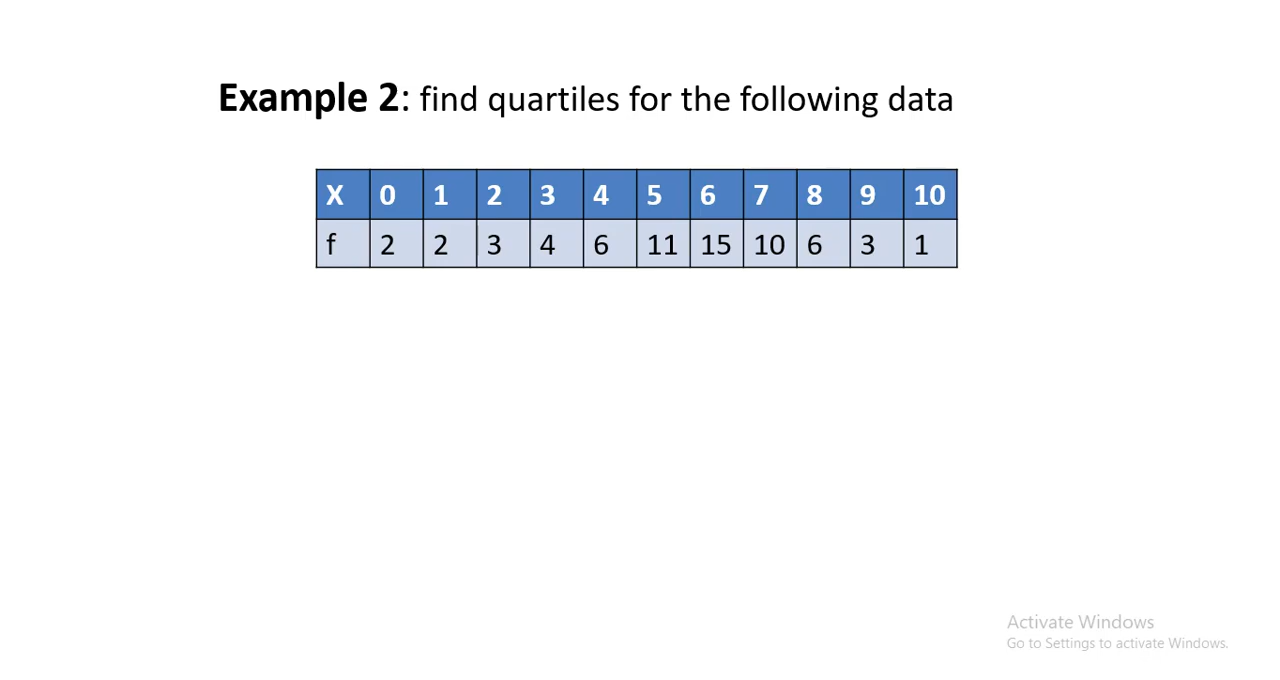 Example 2: find quartiles for the following data
X 0 1 2 3 4 5 6 7 8 9 10
f 2 2 3 4 6 11 15 10 6 3 1
Activate Windows
Go to Settings to activate Windows.